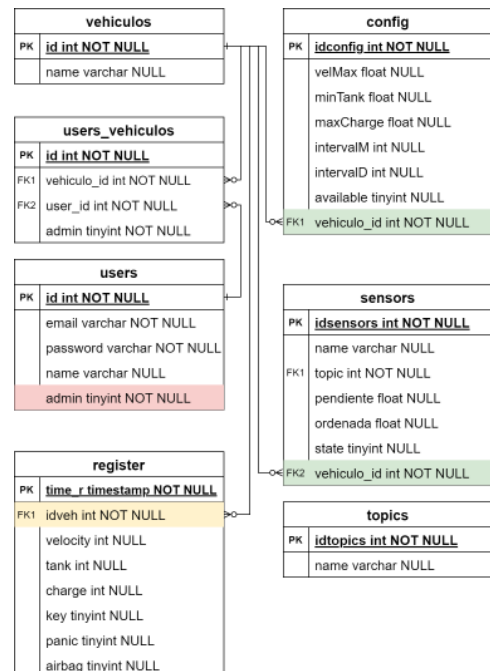 vehiculos
PK id int NOT NULL
name varchar NULL
users_vehiculos
PK id int NOT NULL
FK1 vehiculo_id int NOT NULL
FK2 user_id int NOT NULL
admin tinyint NOT NULL
users
PK id int NOT NULL
email varchar NOT NULL
password varchar NOT NULL
name varchar NULL
admin tinyint NOT NULL
register
PK time_r timestamp NOT NULL
FK1 idveh int NOT NULL
velocity int NULL
tank int NULL
charge int NULL
key tinyint NULL
panic tinyint NULL
airbag tinyint NULL
config
PK idconfig int NOT NULL
velMax float NULL
minTank float NULL
maxCharge float NULL
intervalM int NULL
intervalD int NULL
available tinyint NULL
FK1 vehiculo_id int NOT NULL
sensors
PK idsensors int NOT NULL
name varchar NULL
FK1 topic int NOT NULL
pendiente float NULL
ordenada float NULL
state tinyint NULL
FK2 vehiculo_id int NOT NULL
topics
PK idtopics int NOT NULL
name varchar NULL